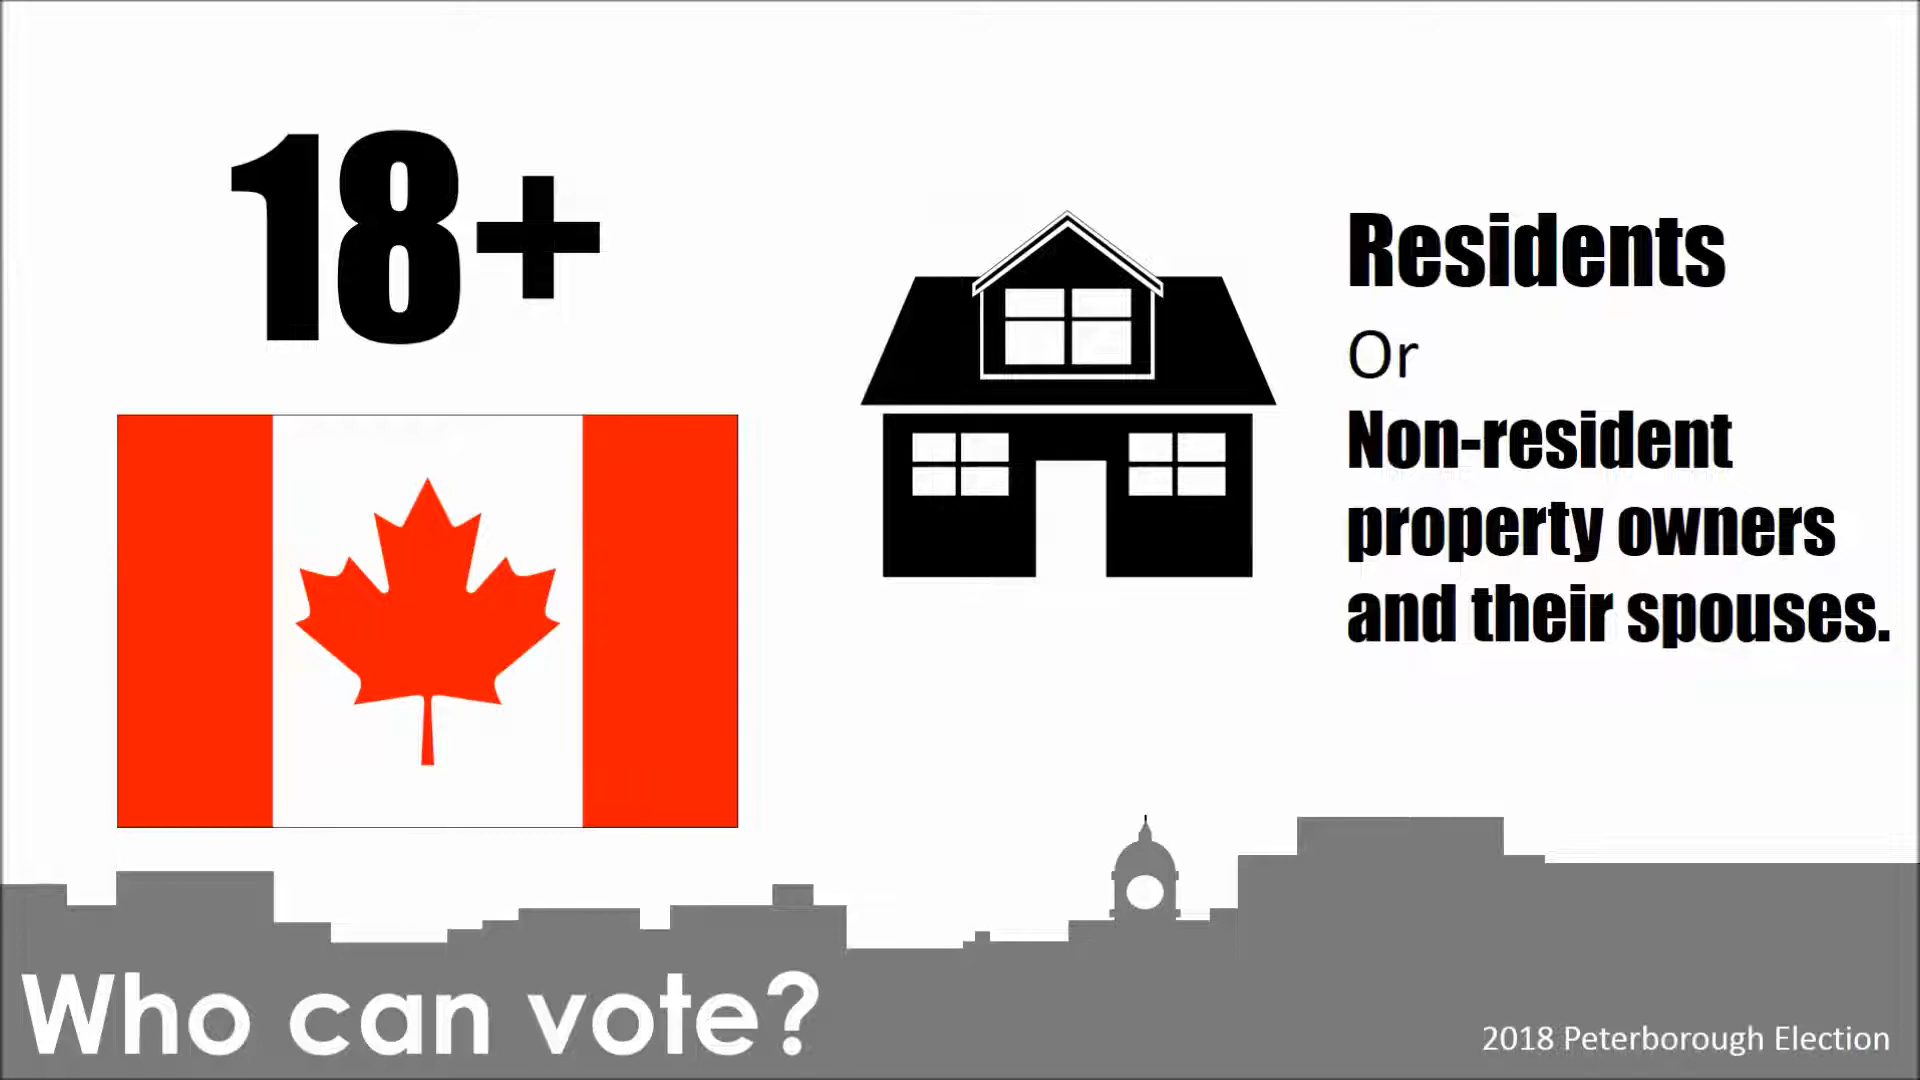 18+
Residents
Or
Non-resident
property owners
and their spouses.
Who can vote?
2018 Peterborough Election